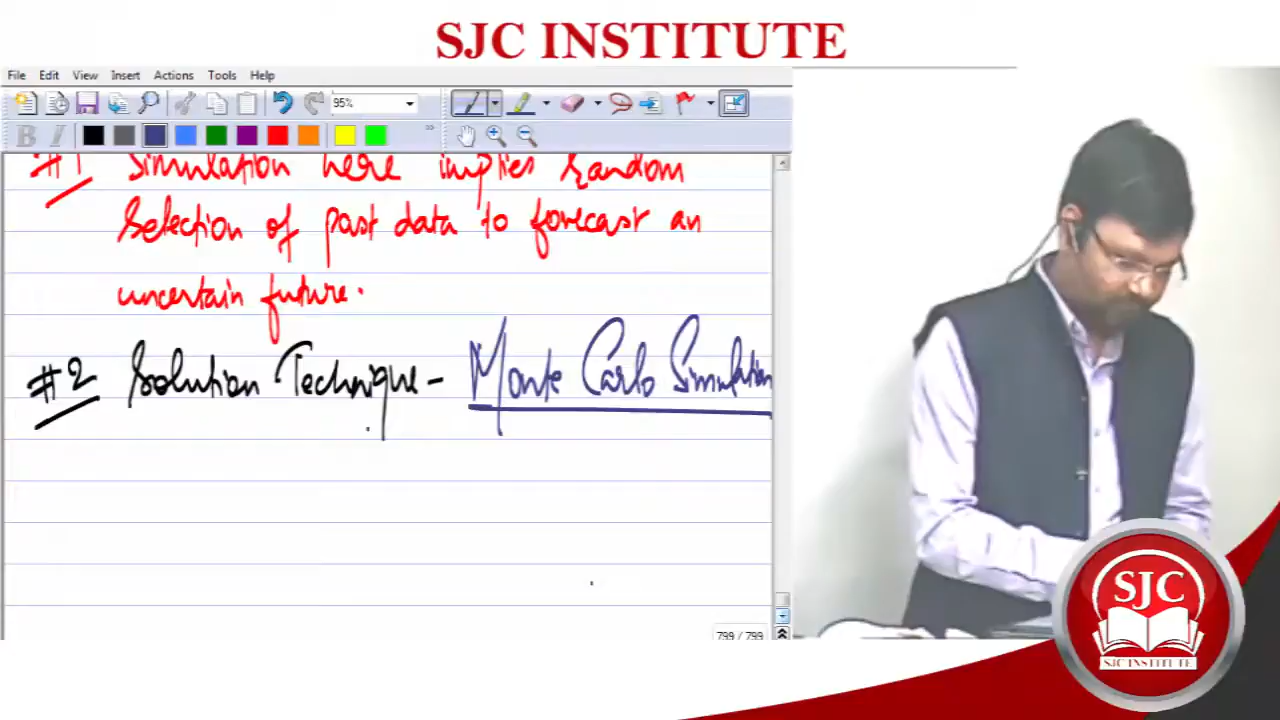 SJC INSTITUTE
File Edit View Insert Actions Tools Help
95%
B I
#1 Simulation here implies random
Selection of past data to forecast an
uncertain future.
#2 Solution Technique - Monte Carlo Simulation
799 / 799
SJC
SJC INSTITUTE